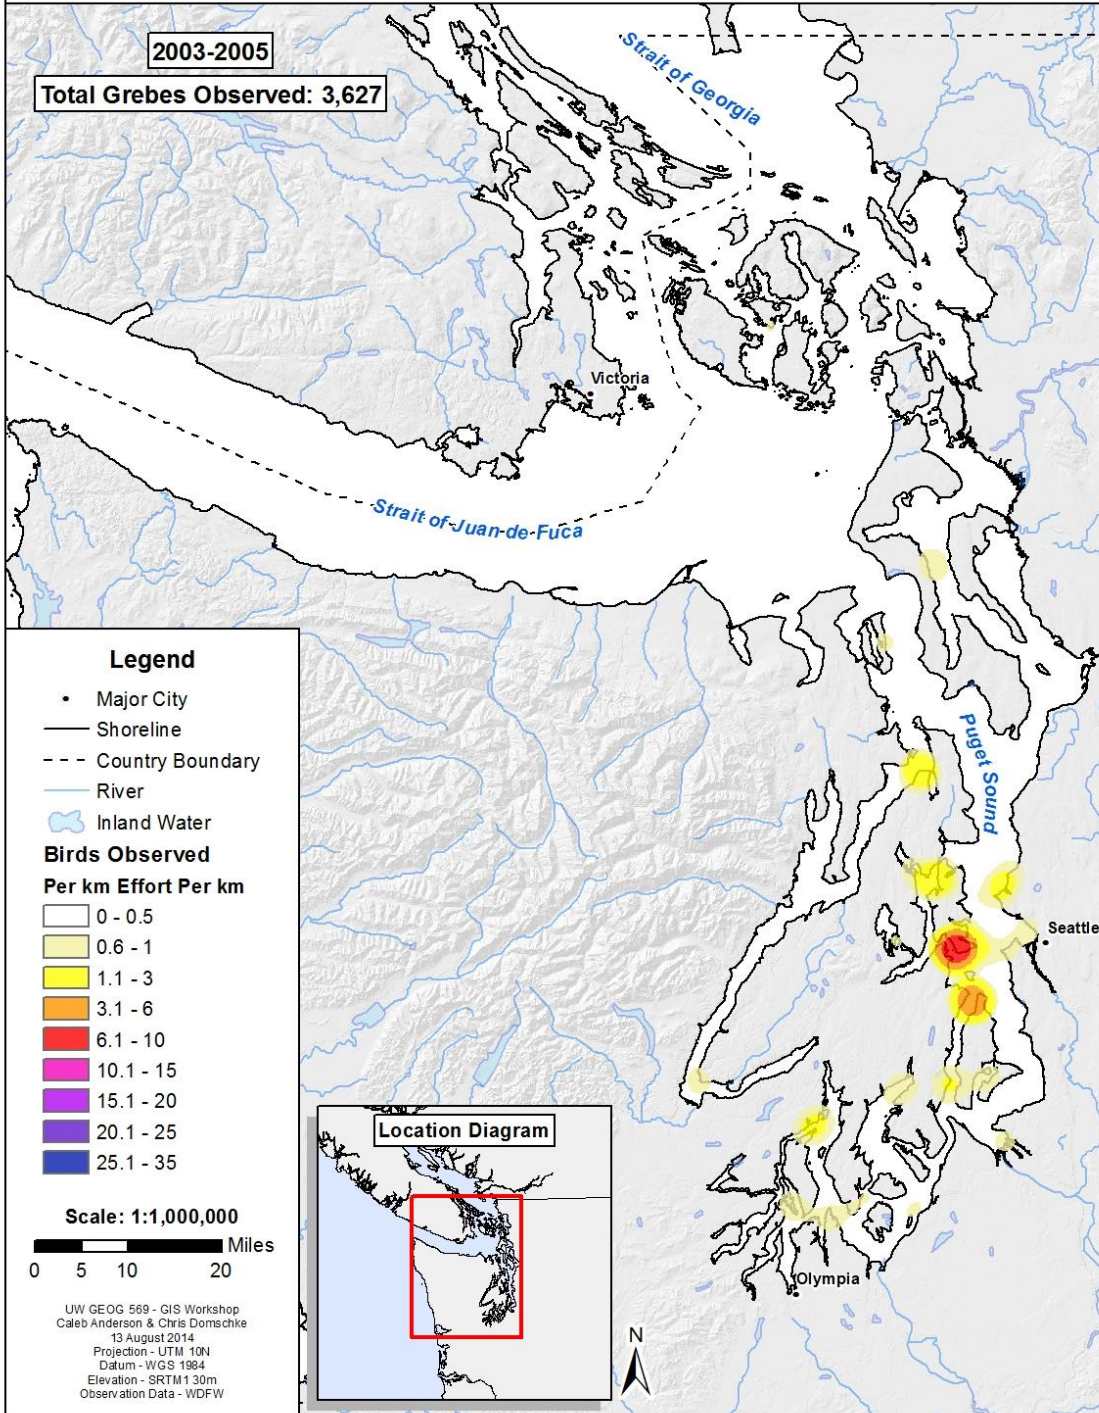 2003-2005
Total Grebes Observed: 3,627
Strait of Georgia
Victoria
Strait of Juan de Fuca
Puget Sound
Seattle
Olympia
Legend
Major City
Shoreline
Country Boundary
River
Inland Water
Birds Observed
Per km Effort Per km
0 - 0.5
0.6 - 1
1.1 - 3
3.1 - 6
6.1 - 10
10.1 - 15
15.1 - 20
20.1 - 25
25.1 - 35
Scale: 1:1,000,000
Miles
0 5 10 20
UW GEOG 569 - GIS Workshop
Caleb Anderson & Chris Domschke
13 August 2014
Projection - UTM 10N
Datum - WGS 1984
Elevation - SRTM1 30m
Observation Data - WDFW
Location Diagram
N